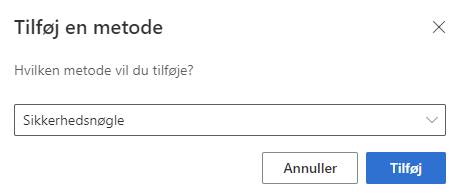 Tilføj en metode
Hvilken metode vil du tilføje?
Sikkerhedsnøgle
Annuller
Tilføj